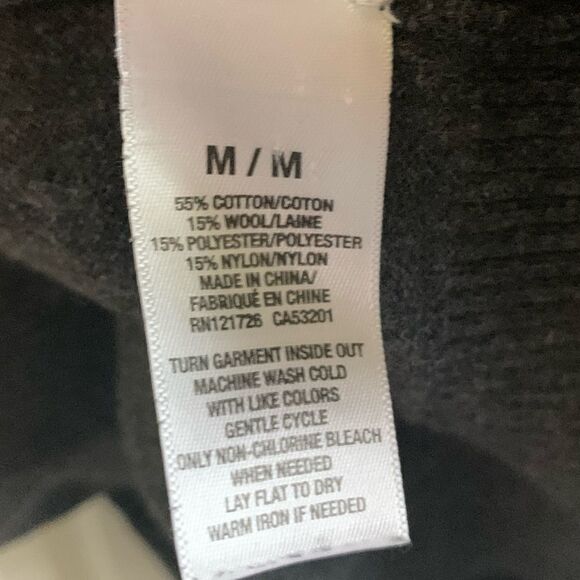 M / M
55% COTTON/COTON
15% WOOL/LAINE
15% POLYESTER/POLYESTER
15% NYLON/NYLON
MADE IN CHINA/
FABRIQUÉ EN CHINE
RN121726 CA53201
TURN GARMENT INSIDE OUT
MACHINE WASH COLD
WITH LIKE COLORS
GENTLE CYCLE
ONLY NON-CHLORINE BLEACH
WHEN NEEDED
LAY FLAT TO DRY
WARM IRON IF NEEDED